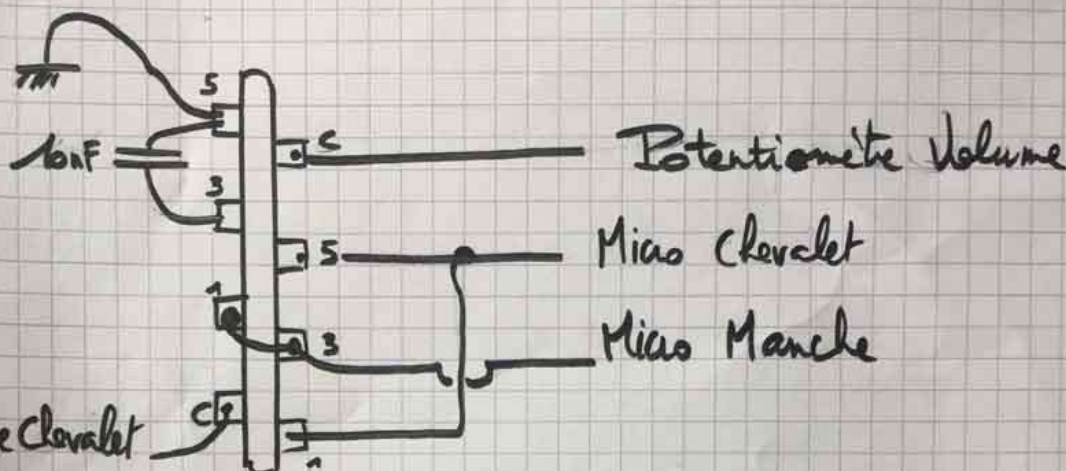 5
C
Potentiomètre Volume
10nF
3
5
Micro Chevalet
1
3
Micro Manche
C
Chevalet
1